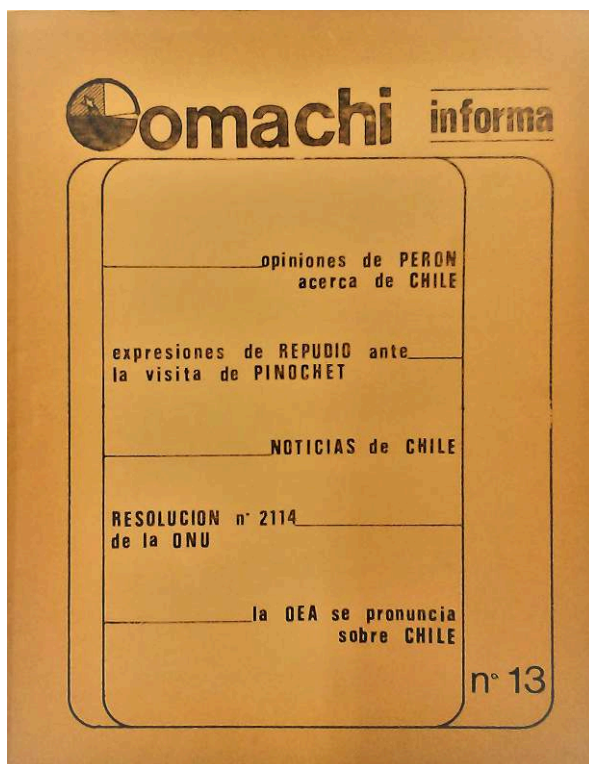 Comachi informa
opiniones de PERON
acerca de CHILE
expresiones de REPUDIO ante
la visita de PINOCHET
NOTICIAS de CHILE
RESOLUCION n° 2114
de la ONU
la OEA se pronuncia
sobre CHILE
n° 13